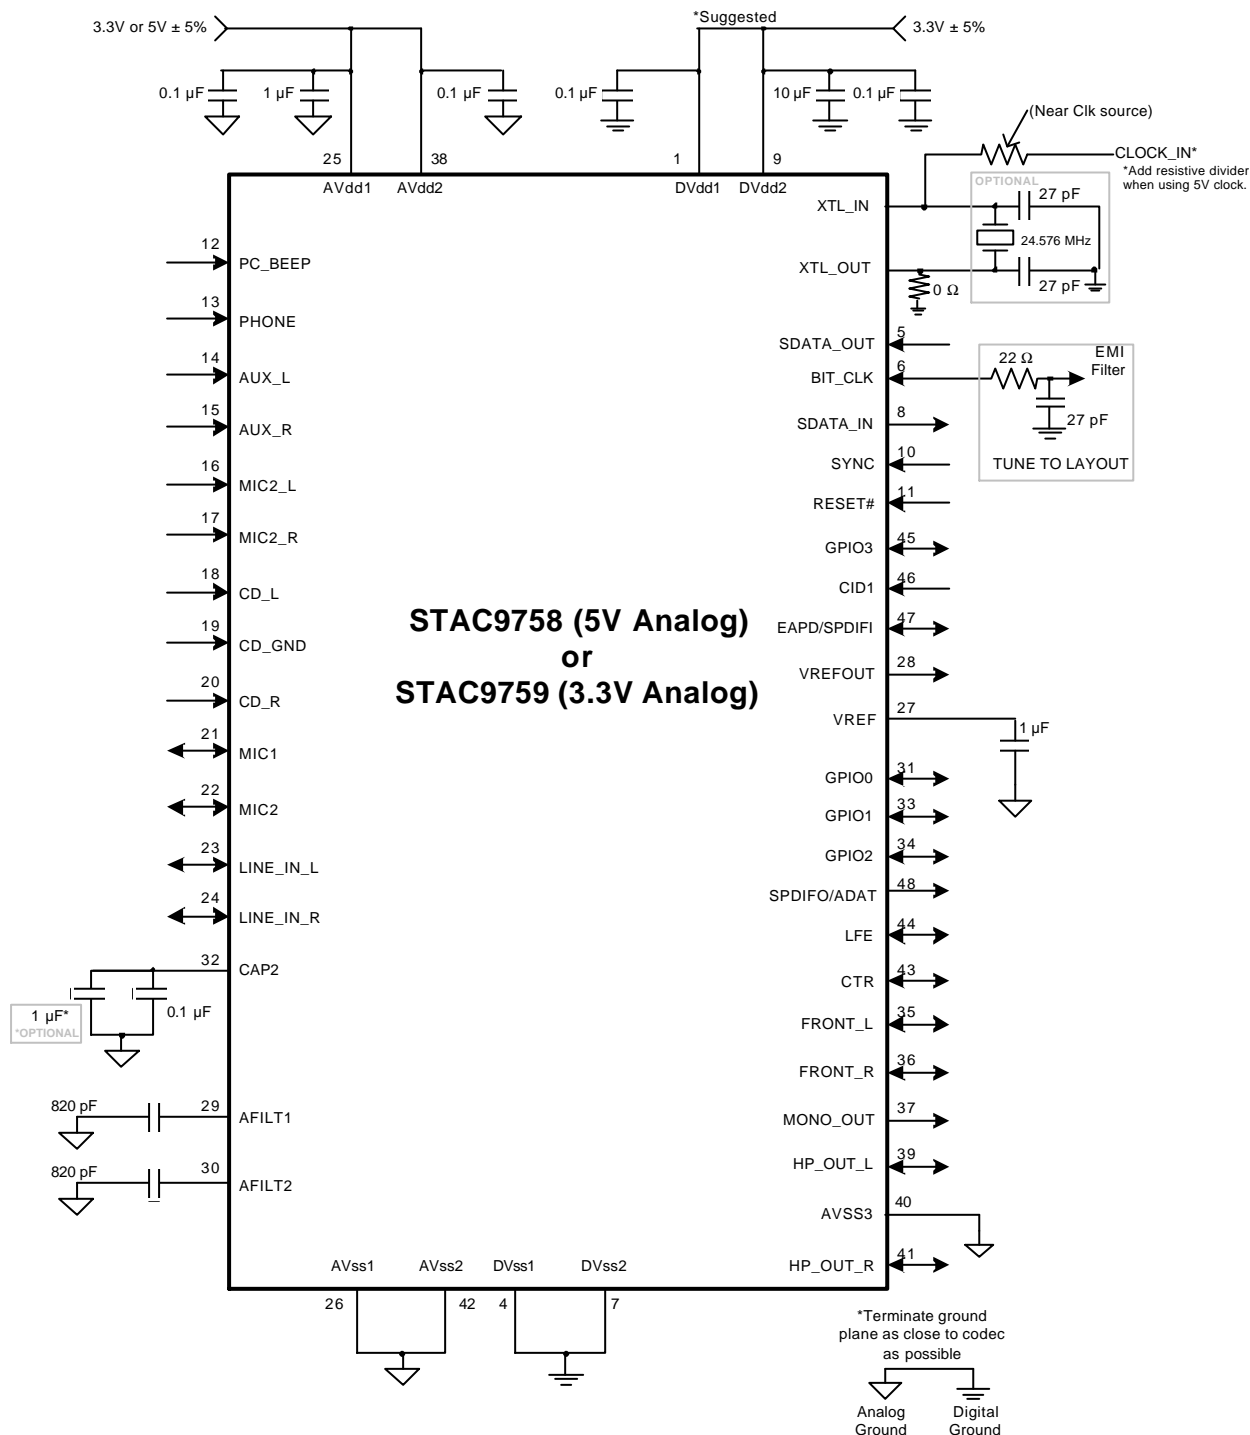 3.3V or 5V ± 5%
*Suggested
3.3V ± 5%
0.1 µF
1 µF
0.1 µF
0.1 µF
10 µF
0.1 µF
(Near Clk source)
CLOCK_IN*
*Add resistive divider
when using 5V clock.
25
38
1
9
AVdd1
AVdd2
DVdd1
DVdd2
OPTIONAL
27 pF
24.576 MHz
27 pF
XTL_IN
XTL_OUT
0 Ω
12
PC_BEEP
13
PHONE
14
AUX_L
15
AUX_R
16
MIC2_L
17
MIC2_R
18
CD_L
19
CD_GND
20
CD_R
21
MIC1
22
MIC2
23
LINE_IN_L
24
LINE_IN_R
32
CAP2
1 µF*
*OPTIONAL
0.1 µF
820 pF
29
AFILT1
820 pF
30
AFILT2
STAC9758 (5V Analog)
or
STAC9759 (3.3V Analog)
SDATA_OUT
5
BIT_CLK
6
22 Ω
EMI
Filter
27 pF
TUNE TO LAYOUT
SDATA_IN
8
SYNC
10
RESET#
11
GPIO3
45
CID1
46
EAPD/SPDIFI
47
VREFOUT
28
VREF
27
1 µF
GPIO0
31
GPIO1
33
GPIO2
34
SPDIFO/ADAT
48
LFE
44
CTR
43
FRONT_L
35
FRONT_R
36
MONO_OUT
37
HP_OUT_L
39
AVSS3
40
HP_OUT_R
41
AVss1
AVss2
DVss1
DVss2
26
42
4
7
*Terminate ground
plane as close to codec
as possible
Analog
Ground
Digital
Ground